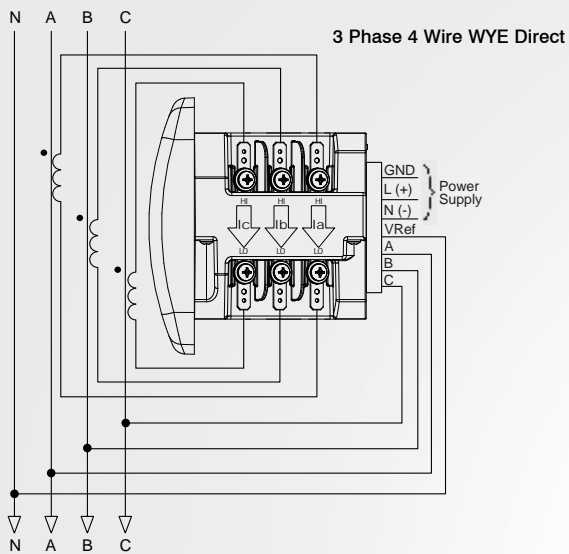 N A B C
3 Phase 4 Wire WYE Direct
HI HI HI
Ic Ib Ia
LO LO LO
GND
L (+)
N (-)
Power
Supply
VRef
A
B
C
N A B C